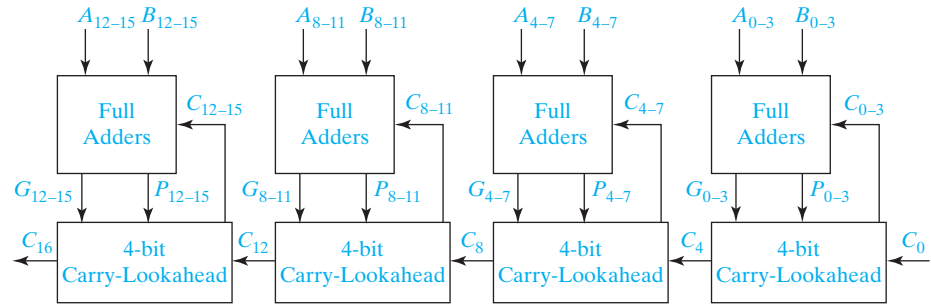 A₁₂₋₁₅ B₁₂₋₁₅ A₈₋₁₁ B₈₋₁₁ A₄₋₇ B₄₋₇ A₀₋₃ B₀₋₃
Full Adders C₁₂₋₁₅ Full Adders C₈₋₁₁ Full Adders C₄₋₇ Full Adders C₀₋₃
G₁₂₋₁₅ P₁₂₋₁₅ G₈₋₁₁ P₈₋₁₁ G₄₋₇ P₄₋₇ G₀₋₃ P₀₋₃
C₁₆ 4-bit Carry-Lookahead C₁₂ 4-bit Carry-Lookahead C₈ 4-bit Carry-Lookahead C₄ 4-bit Carry-Lookahead C₀